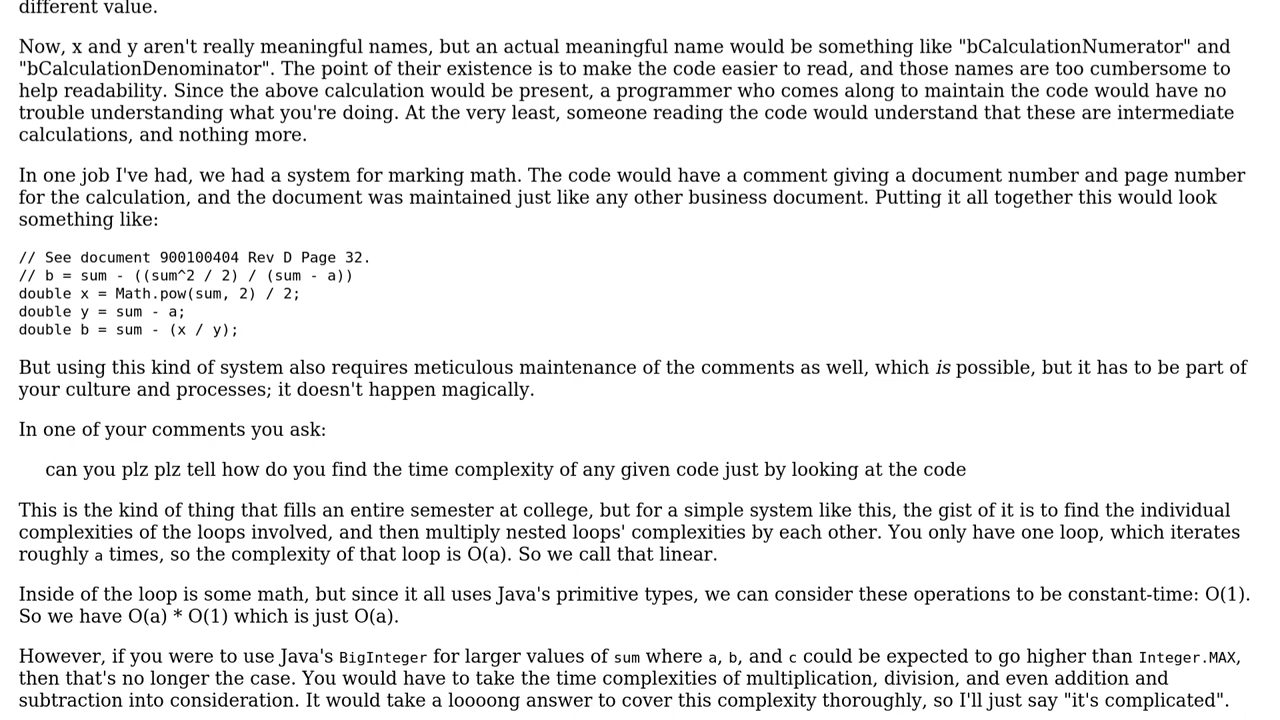 different value.
Now, x and y aren't really meaningful names, but an actual meaningful name would be something like "bCalculationNumerator" and
"bCalculationDenominator". The point of their existence is to make the code easier to read, and those names are too cumbersome to
help readability. Since the above calculation would be present, a programmer who comes along to maintain the code would have no
trouble understanding what you're doing. At the very least, someone reading the code would understand that these are intermediate
calculations, and nothing more.
In one job I've had, we had a system for marking math. The code would have a comment giving a document number and page number
for the calculation, and the document was maintained just like any other business document. Putting it all together this would look
something like:
// See document 900100404 Rev D Page 32.
// b = sum - ((sum^2 / 2) / (sum - a))
double x = Math.pow(sum, 2) / 2;
double y = sum - a;
double b = sum - (x / y);
But using this kind of system also requires meticulous maintenance of the comments as well, which is possible, but it has to be part of
your culture and processes; it doesn't happen magically.
In one of your comments you ask:
can you plz plz tell how do you find the time complexity of any given code just by looking at the code
This is the kind of thing that fills an entire semester at college, but for a simple system like this, the gist of it is to find the individual
complexities of the loops involved, and then multiply nested loops' complexities by each other. You only have one loop, which iterates
roughly a times, so the complexity of that loop is O(a). So we call that linear.
Inside of the loop is some math, but since it all uses Java's primitive types, we can consider these operations to be constant-time: O(1).
So we have O(a) * O(1) which is just O(a).
However, if you were to use Java's BigInteger for larger values of sum where a, b, and c could be expected to go higher than Integer.MAX,
then that's no longer the case. You would have to take the time complexities of multiplication, division, and even addition and
subtraction into consideration. It would take a loooong answer to cover this complexity thoroughly, so I'll just say "it's complicated".